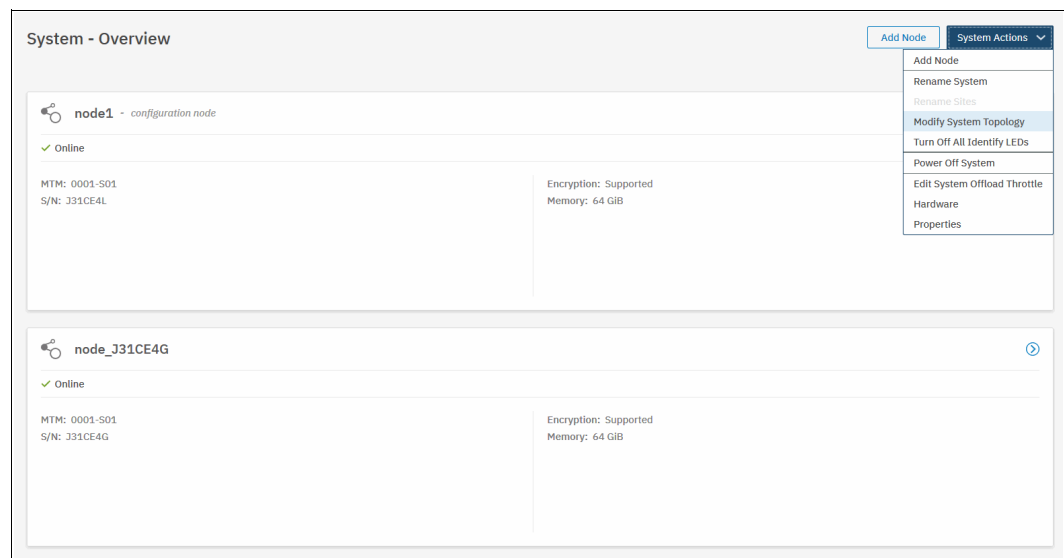 System - Overview
Add Node
System Actions
Add Node
Rename System
Rename Sites
Modify System Topology
Turn Off All Identify LEDs
Power Off System
Edit System Offload Throttle
Hardware
Properties
node1 - configuration node
Online
MTM: 0001-S01
S/N: J31CE4L
Encryption: Supported
Memory: 64 GiB
node_J31CE4G
Online
MTM: 0001-S01
S/N: J31CE4G
Encryption: Supported
Memory: 64 GiB